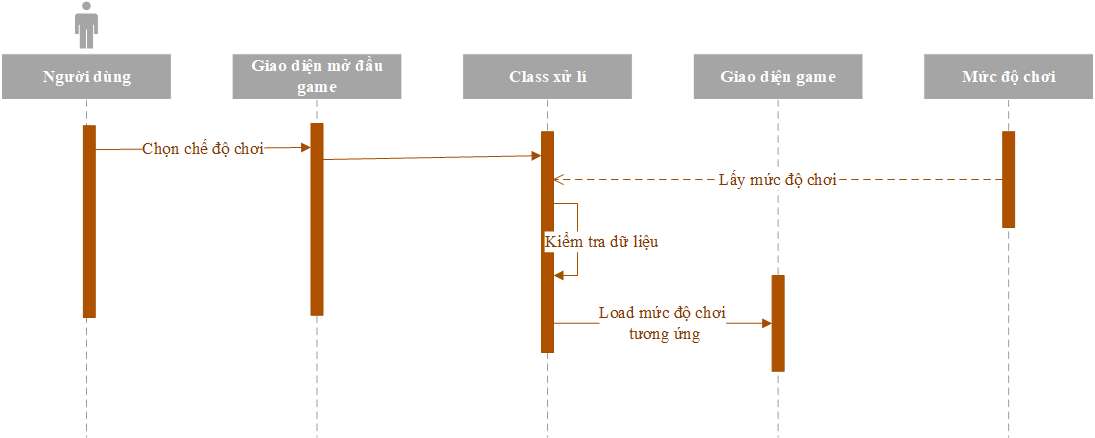 Người dùng
Giao diện mở đầu
game
Class xử lí
Giao diện game
Mức độ chơi
Chọn chế độ chơi
Lấy mức độ chơi
Kiểm tra dữ liệu
Load mức độ chơi
tương ứng